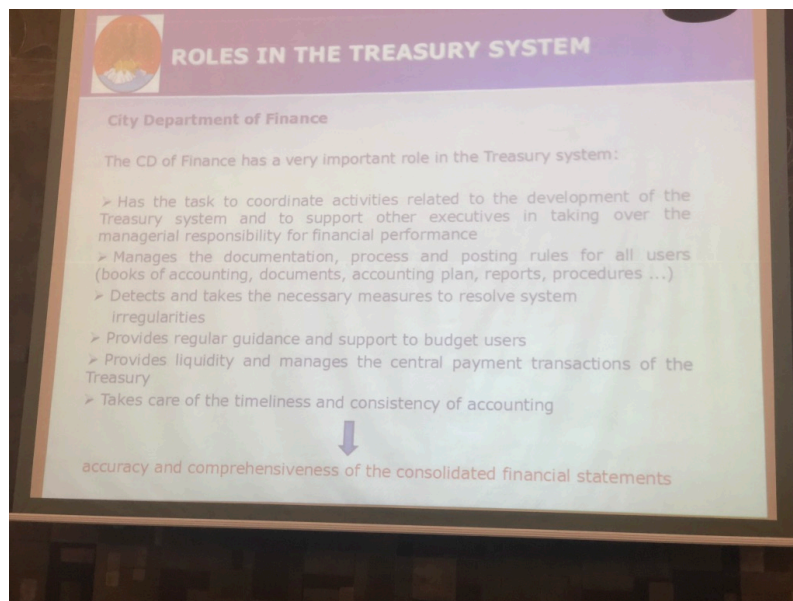 ROLES IN THE TREASURY SYSTEM
City Department of Finance
The CD of Finance has a very important role in the Treasury system:
➢ Has the task to coordinate activities related to the development of the
Treasury system and to support other executives in taking over the
managerial responsibility for financial performance
➢ Manages the documentation, process and posting rules for all users
(books of accounting, documents, accounting plan, reports, procedures ...)
➢ Detects and takes the necessary measures to resolve system
irregularities
➢ Provides regular guidance and support to budget users
➢ Provides liquidity and manages the central payment transactions of the
Treasury
➢ Takes care of the timeliness and consistency of accounting
accuracy and comprehensiveness of the consolidated financial statements